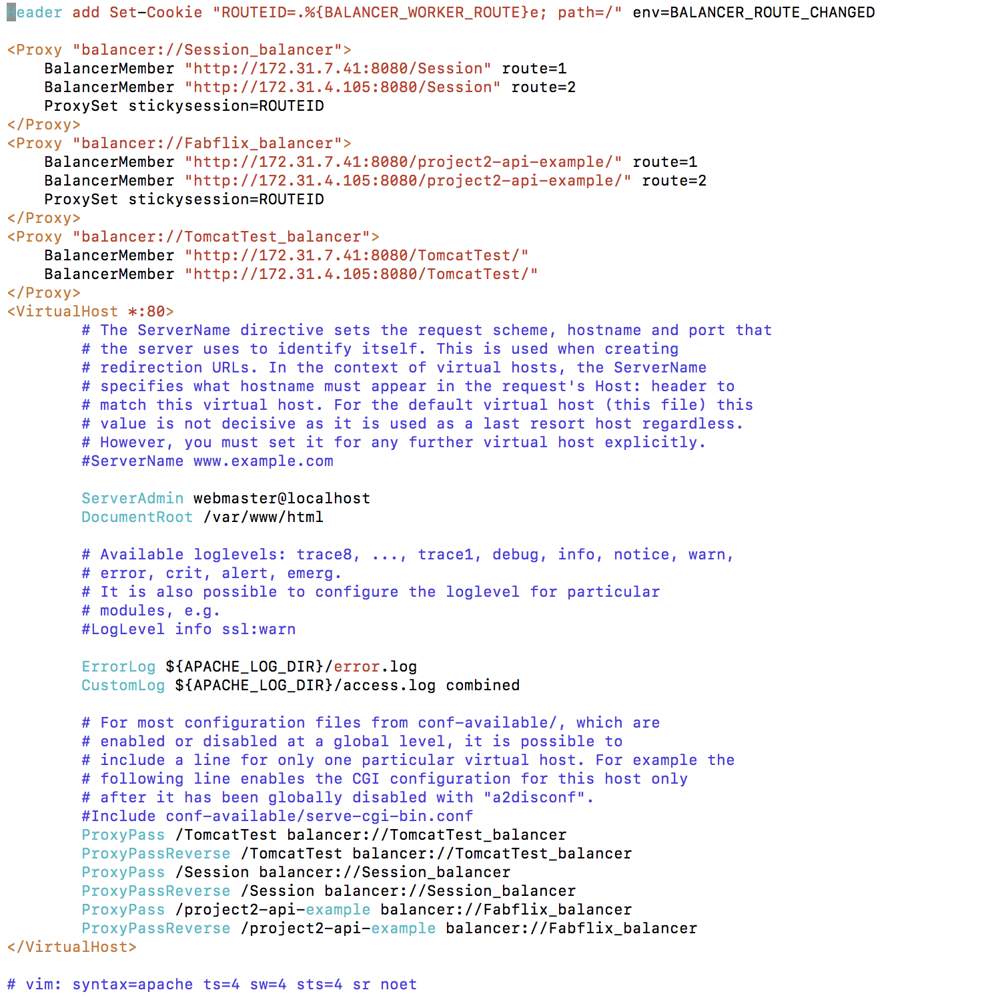 Header add Set-Cookie "ROUTEID=.%{BALANCER_WORKER_ROUTE}e; path=/" env=BALANCER_ROUTE_CHANGED
<Proxy "balancer://Session_balancer">
BalancerMember "http://172.31.7.41:8080/Session" route=1
BalancerMember "http://172.31.4.105:8080/Session" route=2
ProxySet stickysession=ROUTEID
</Proxy>
<Proxy "balancer://Fabflix_balancer">
BalancerMember "http://172.31.7.41:8080/project2-api-example/" route=1
BalancerMember "http://172.31.4.105:8080/project2-api-example/" route=2
ProxySet stickysession=ROUTEID
</Proxy>
<Proxy "balancer://TomcatTest_balancer">
BalancerMember "http://172.31.7.41:8080/TomcatTest/"
BalancerMember "http://172.31.4.105:8080/TomcatTest/"
</Proxy>
<VirtualHost *:80>
# The ServerName directive sets the request scheme, hostname and port that
# the server uses to identify itself. This is used when creating
# redirection URLs. In the context of virtual hosts, the ServerName
# specifies what hostname must appear in the request's Host: header to
# match this virtual host. For the default virtual host (this file) this
# value is not decisive as it is used as a last resort host regardless.
# However, you must set it for any further virtual host explicitly.
#ServerName www.example.com
ServerAdmin webmaster@localhost
DocumentRoot /var/www/html
# Available loglevels: trace8, ..., trace1, debug, info, notice, warn,
# error, crit, alert, emerg.
# It is also possible to configure the loglevel for particular
# modules, e.g.
#LogLevel info ssl:warn
ErrorLog ${APACHE_LOG_DIR}/error.log
CustomLog ${APACHE_LOG_DIR}/access.log combined
# For most configuration files from conf-available/, which are
# enabled or disabled at a global level, it is possible to
# include a line for only one particular virtual host. For example the
# following line enables the CGI configuration for this host only
# after it has been globally disabled with "a2disconf".
#Include conf-available/serve-cgi-bin.conf
ProxyPass /TomcatTest balancer://TomcatTest_balancer
ProxyPassReverse /TomcatTest balancer://TomcatTest_balancer
ProxyPass /Session balancer://Session_balancer
ProxyPassReverse /Session balancer://Session_balancer
ProxyPass /project2-api-example balancer://Fabflix_balancer
ProxyPassReverse /project2-api-example balancer://Fabflix_balancer
</VirtualHost>
# vim: syntax=apache ts=4 sw=4 sts=4 sr noet